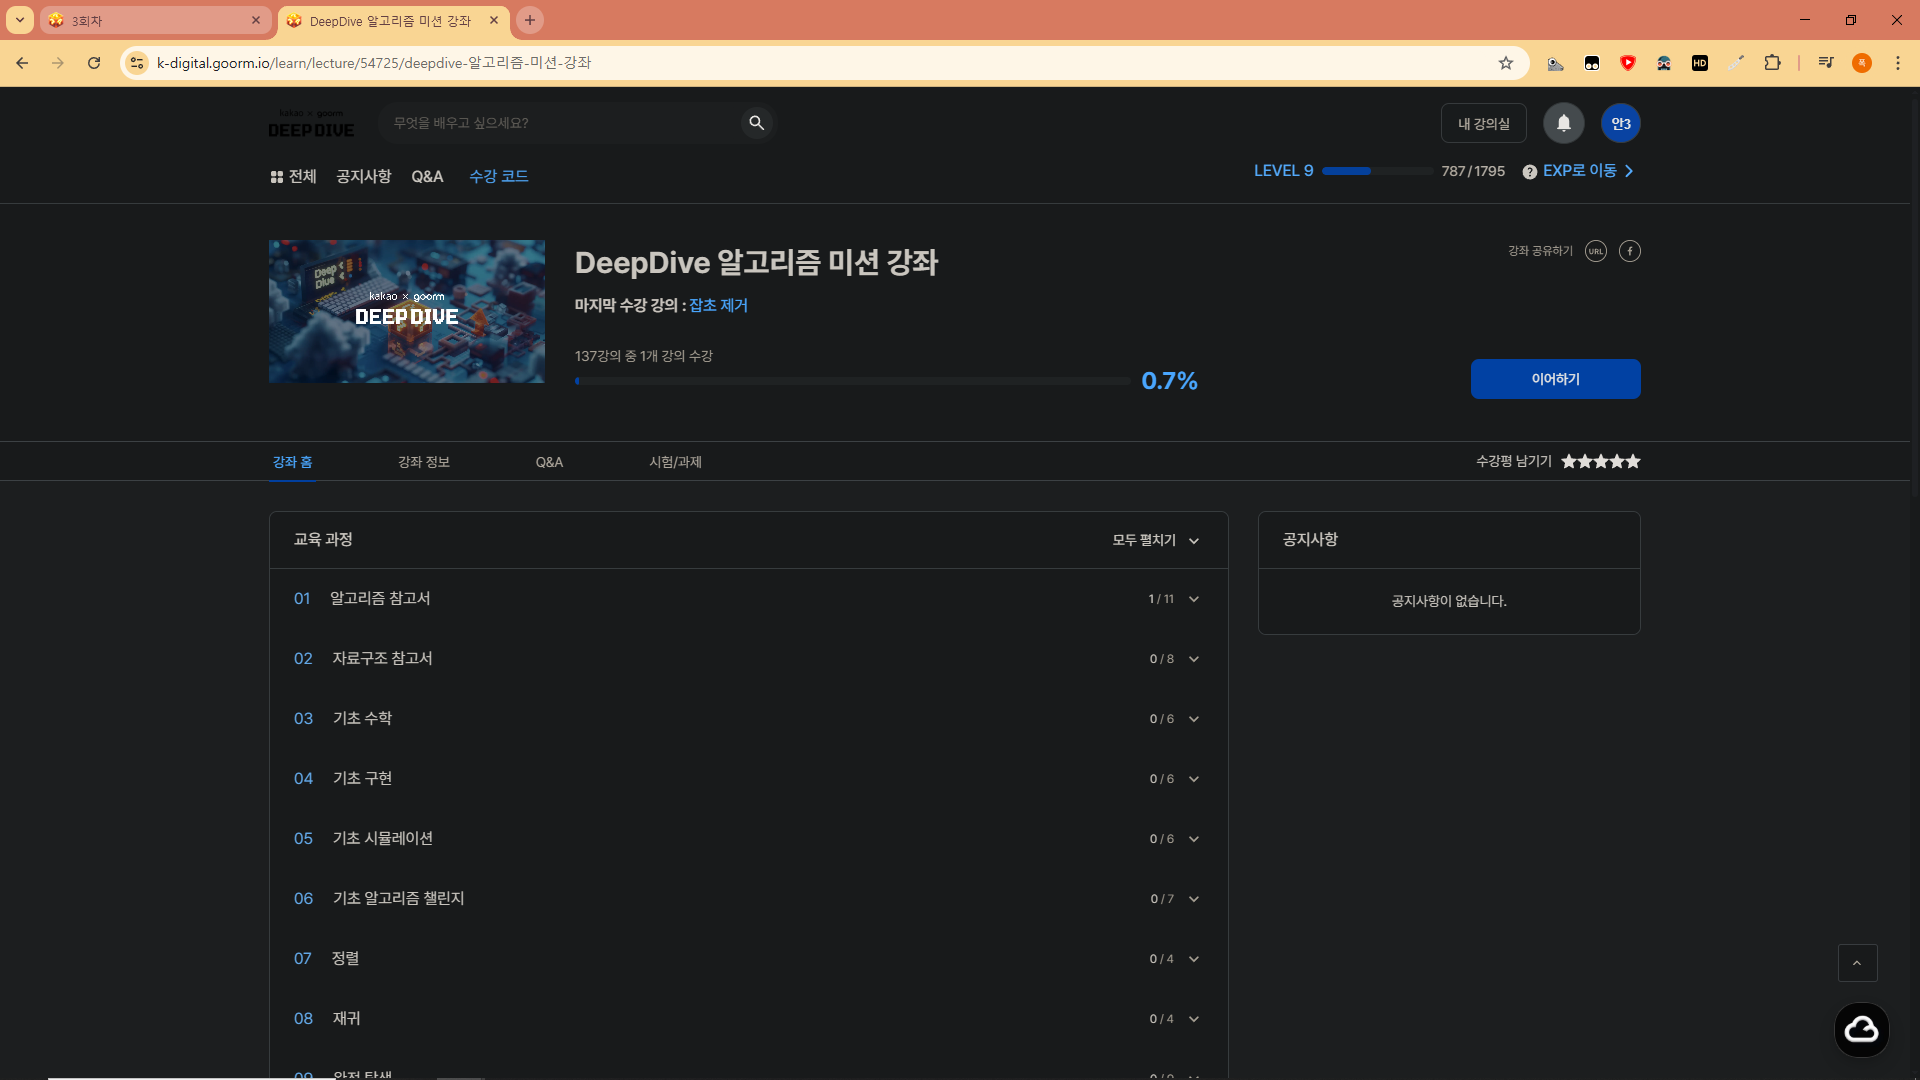 3회차
DeepDive 알고리즘 미션 강좌
k-digital.goorm.io/learn/lecture/54725/deepdive-알고리즘-미션-강좌
HD
폭
kakao × goorm
DEEP DIVE
무엇을 배우고 싶으세요?
내 강의실
안3
전체 공지사항 Q&A 수강 코드
LEVEL 9 787 / 1795 ? EXP로 이동
Deep
Dive
kakao × goorm
DEEP DIVE
DeepDive 알고리즘 미션 강좌
강좌 공유하기 URL f
마지막 수강 강의 : 잡초 제거
137강의 중 1개 강의 수강
0.7%
이어하기
강좌 홈 강좌 정보 Q&A 시험/과제
수강평 남기기
교육 과정 모두 펼치기
01 알고리즘 참고서 1 / 11
02 자료구조 참고서 0 / 8
03 기초 수학 0 / 6
04 기초 구현 0 / 6
05 기초 시뮬레이션 0 / 6
06 기초 알고리즘 챌린지 0 / 7
07 정렬 0 / 4
08 재귀 0 / 4
09 완전 탐색
공지사항
공지사항이 없습니다.